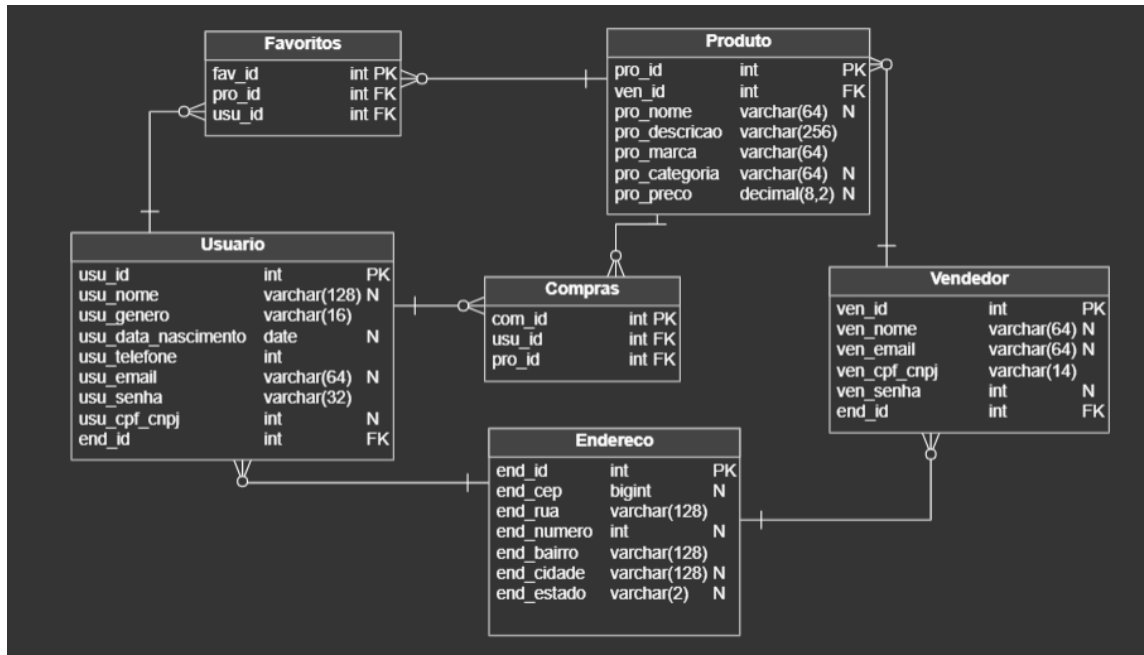 Favoritos
fav_id int PK
pro_id int FK
usu_id int FK
Produto
pro_id int PK
ven_id int FK
pro_nome varchar(64) N
pro_descricao varchar(256)
pro_marca varchar(64)
pro_categoria varchar(64) N
pro_preco decimal(8,2) N
Usuario
usu_id int PK
usu_nome varchar(128) N
usu_genero varchar(16)
usu_data_nascimento date N
usu_telefone int
usu_email varchar(64) N
usu_senha varchar(32)
usu_cpf_cnpj int N
end_id int FK
Compras
com_id int PK
usu_id int FK
pro_id int FK
Vendedor
ven_id int PK
ven_nome varchar(64) N
ven_email varchar(64) N
ven_cpf_cnpj varchar(14)
ven_senha int N
end_id int FK
Endereco
end_id int PK
end_cep bigint N
end_rua varchar(128)
end_numero int N
end_bairro varchar(128)
end_cidade varchar(128) N
end_estado varchar(2) N